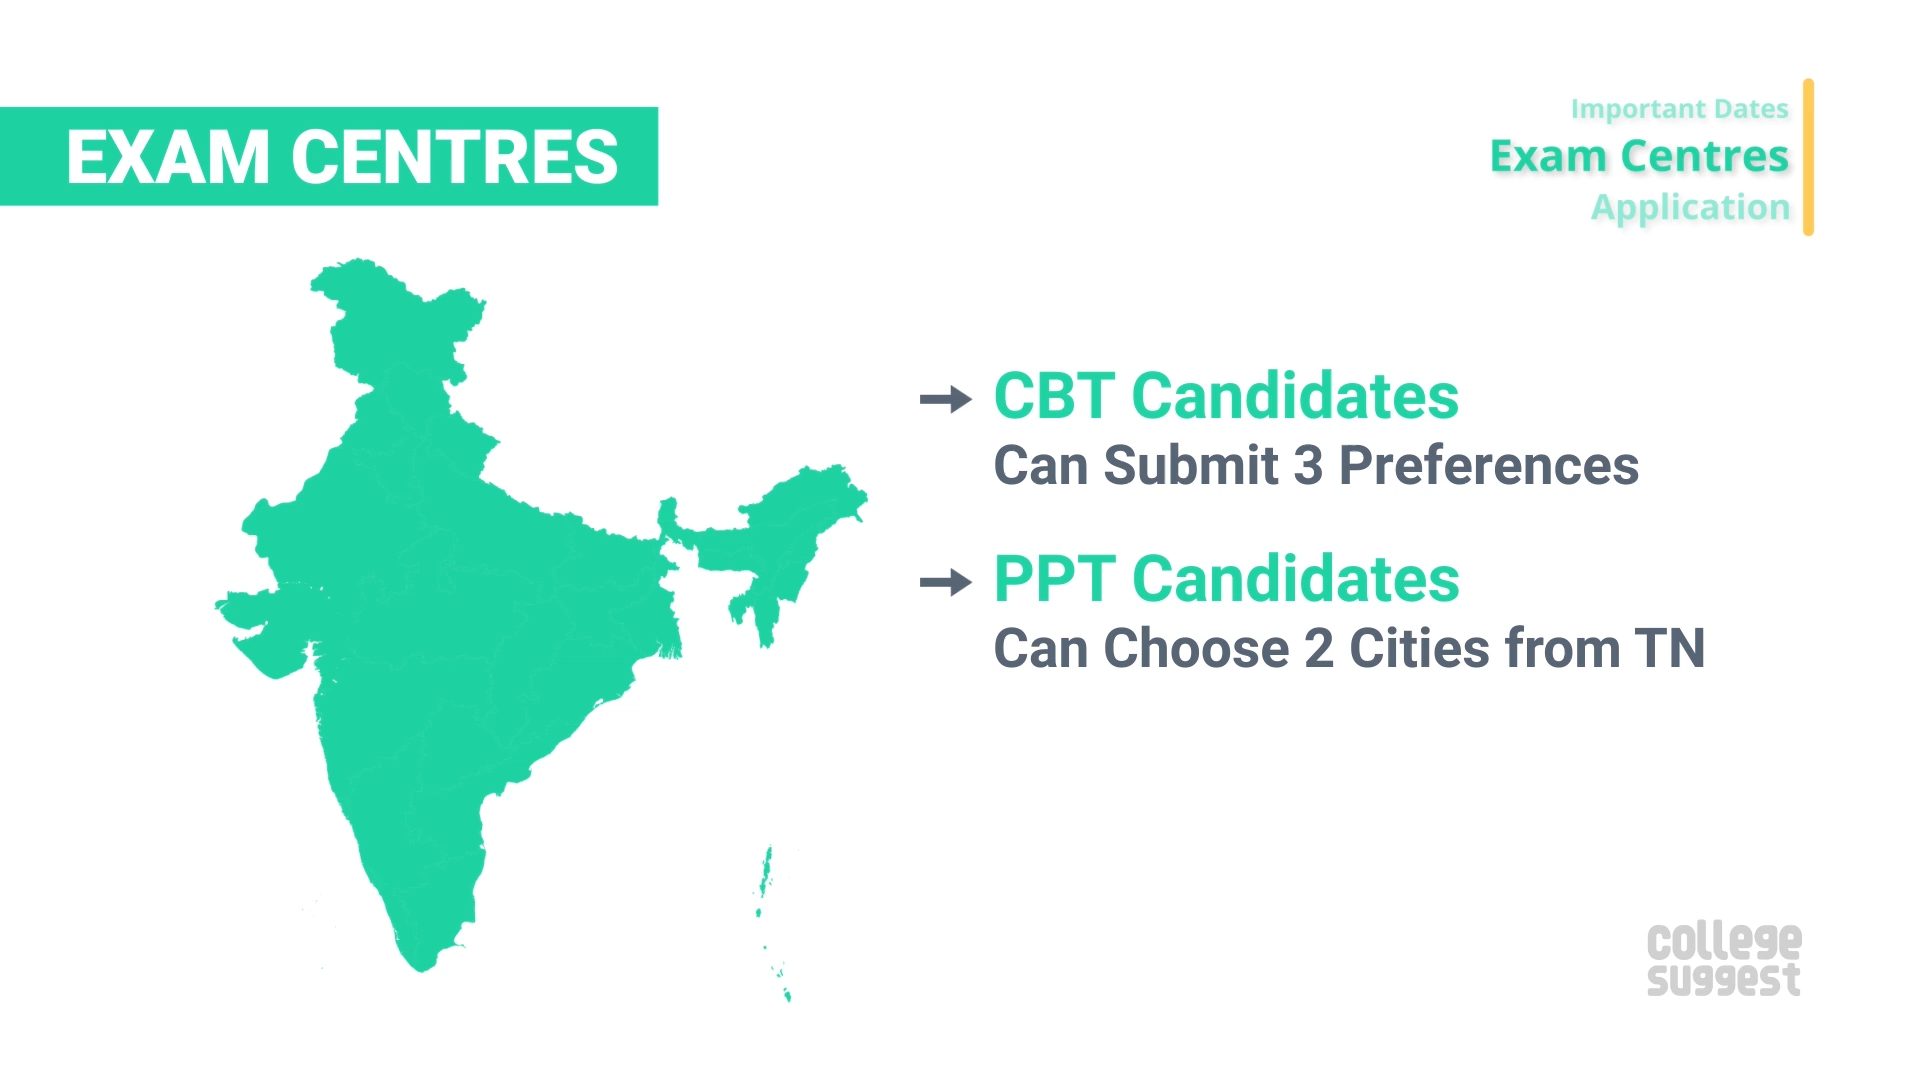 EXAM CENTRES
Important Dates
Exam Centres
Application
CBT Candidates
Can Submit 3 Preferences
PPT Candidates
Can Choose 2 Cities from TN
college
suggest